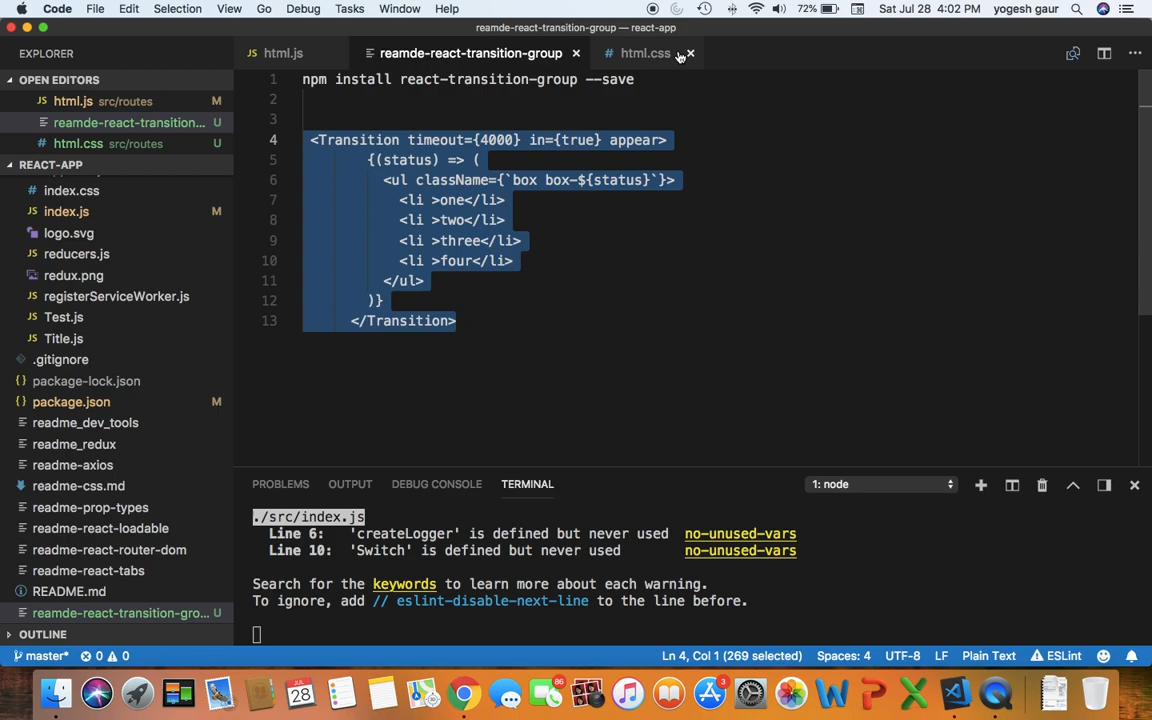 Code File Edit Selection View Go Debug Tasks Window Help 72% Sat Jul 28 4:02 PM yogesh gaur
reamde-react-transition-group — react-app
EXPLORER
OPEN EDITORS
html.js src/routes M
reamde-react-transition... U
html.css src/routes U
REACT-APP
index.css
index.js M
logo.svg
reducers.js
redux.png
registerServiceWorker.js
Test.js
Title.js
.gitignore
package-lock.json
package.json M
readme_dev_tools
readme_redux
readme-axios
readme-css.md
readme-prop-types
readme-react-loadable
readme-react-router-dom
readme-react-tabs
README.md
reamde-react-transition-gro... U
OUTLINE
JS html.js reamde-react-transition-group × # html.css ×
1 npm install react-transition-group --save
2
3
4 <Transition timeout={4000} in={true} appear>
5 {(status) => (
6 <ul className={`box box-${status}`}>
7 <li >one</li>
8 <li >two</li>
9 <li >three</li>
10 <li >four</li>
11 </ul>
12 )}
13 </Transition>
PROBLEMS OUTPUT DEBUG CONSOLE TERMINAL 1: node
./src/index.js
Line 6: 'createLogger' is defined but never used no-unused-vars
Line 10: 'Switch' is defined but never used no-unused-vars
Search for the keywords to learn more about each warning.
To ignore, add // eslint-disable-next-line to the line before.
master* 0 0 Ln 4, Col 1 (269 selected) Spaces: 4 UTF-8 LF Plain Text ESLint
28 86 3